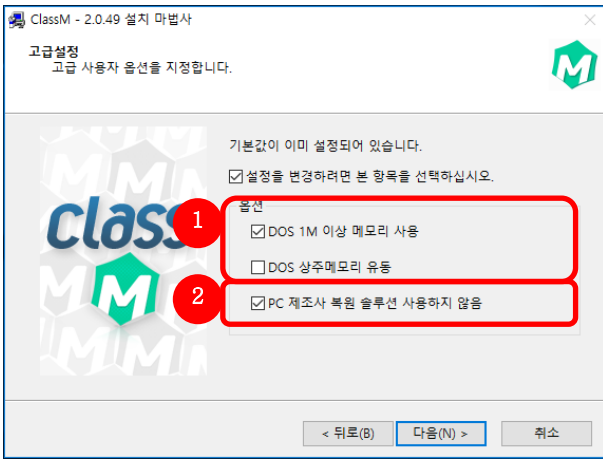 ClassM - 2.0.49 설치 마법사
고급설정
고급 사용자 옵션을 지정합니다.
M
class
M
기본값이 이미 설정되어 있습니다.
설정을 변경하려면 본 항목을 선택하십시오.
옵션
1
DOS 1M 이상 메모리 사용
DOS 상주메모리 유동
2
PC 제조사 복원 솔루션 사용하지 않음
< 뒤로(B)
다음(N) >
취소